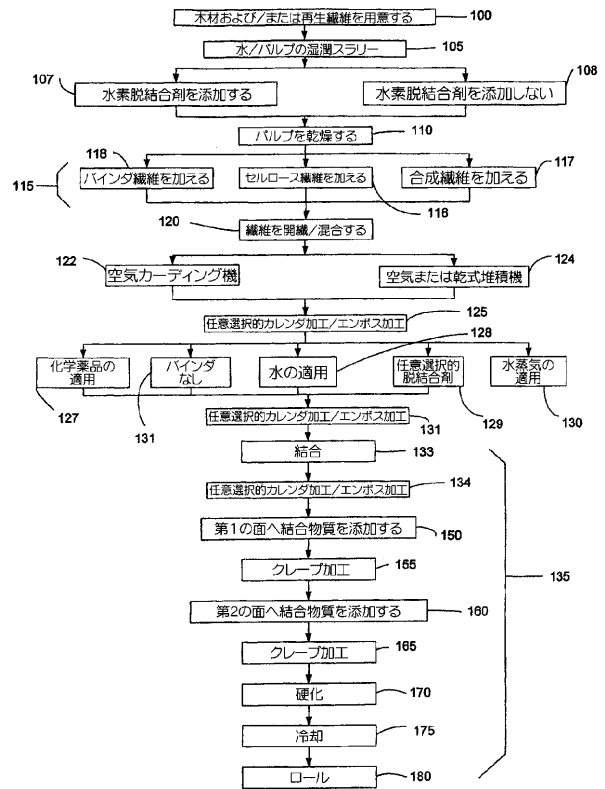 木材および/または再生繊維を用意する 100
水/パルプの湿潤スラリー 105
107 108
水素脱結合剤を添加する 水素脱結合剤を添加しない
パルプを乾燥する 110
115 118 バインダ繊維を加える セルロース繊維を加える 116 合成繊維を加える 117
120 繊維を開繊/混合する
122 空気カーディング機 空気または乾式堆積機 124
任意選択的カレンダ加工/エンボス加工 125
128
化学薬品の
適用
バインダ
なし
水の適用
任意選択的
脱結合剤
水蒸気の
適用
127 131 129 130
任意選択的カレンダ加工/エンボス加工 131
結合 133
任意選択的カレンダ加工/エンボス加工 134
第1の面へ結合物質を添加する 150
クレープ加工 155
135
第2の面へ結合物質を添加する 160
クレープ加工 165
硬化 170
冷却 175
ロール 180